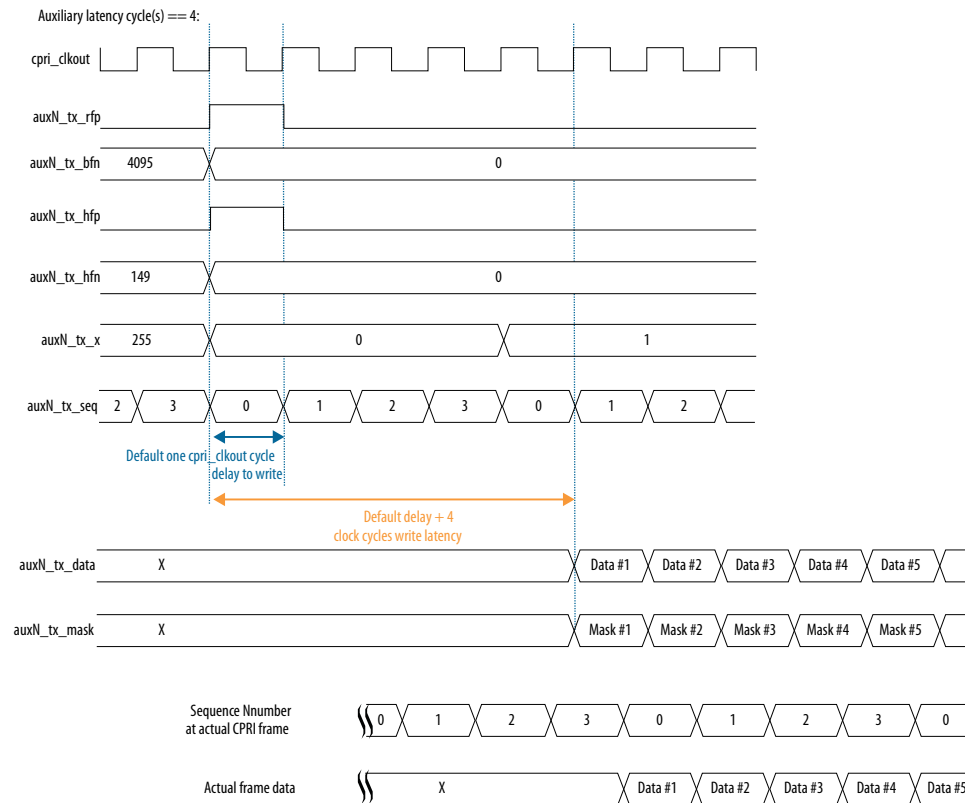 Auxiliary latency cycle(s) == 4:
cpri_clkout
auxN_tx_rfp
auxN_tx_bfn 4095 0
auxN_tx_hfp
auxN_tx_hfn 149 0
auxN_tx_x 255 0 1
auxN_tx_seq 2 3 0 1 2 3 0 1 2
Default one cpri_clkout cycle
delay to write
Default delay + 4
clock cycles write latency
auxN_tx_data X Data #1 Data #2 Data #3 Data #4 Data #5
auxN_tx_mask X Mask #1 Mask #2 Mask #3 Mask #4 Mask #5
Sequence Nnumber
at actual CPRI frame 0 1 2 3 0 1 2 3 0
Actual frame data X Data #1 Data #2 Data #3 Data #4 Data #5